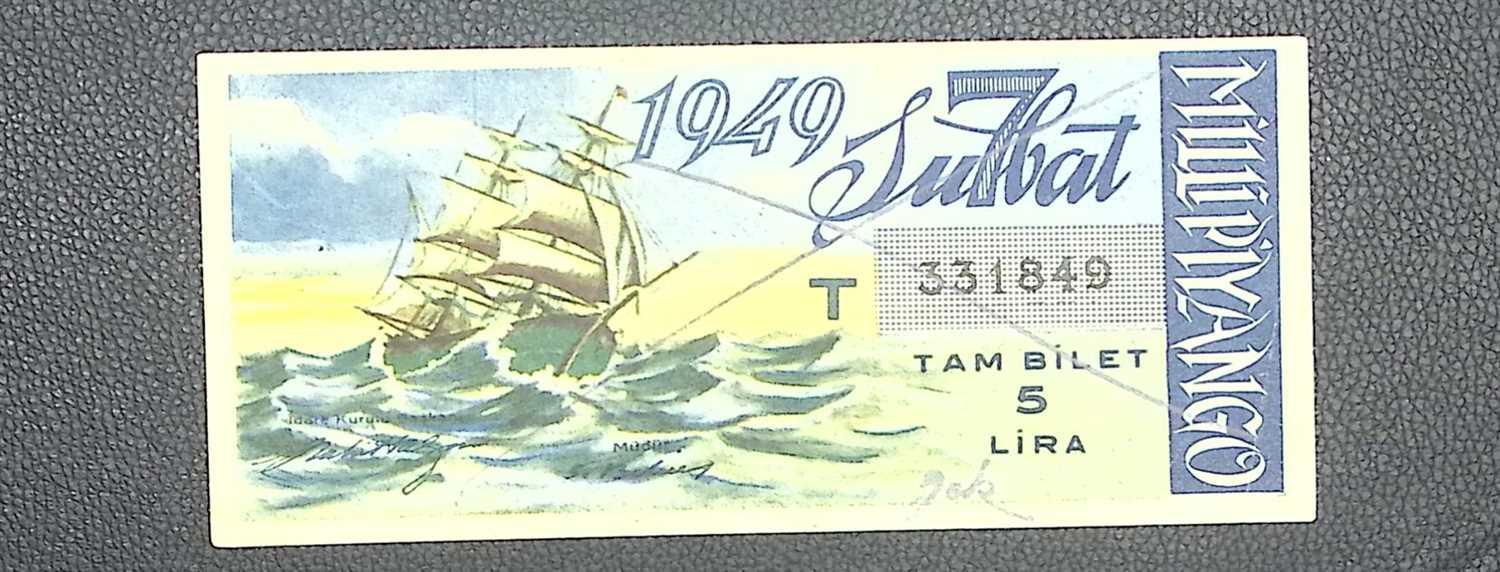 1949
7 Şubat
MİLLİ PİYANGO
T
331849
TAM BİLET
5
LİRA
İdare Kurulu
Müdür